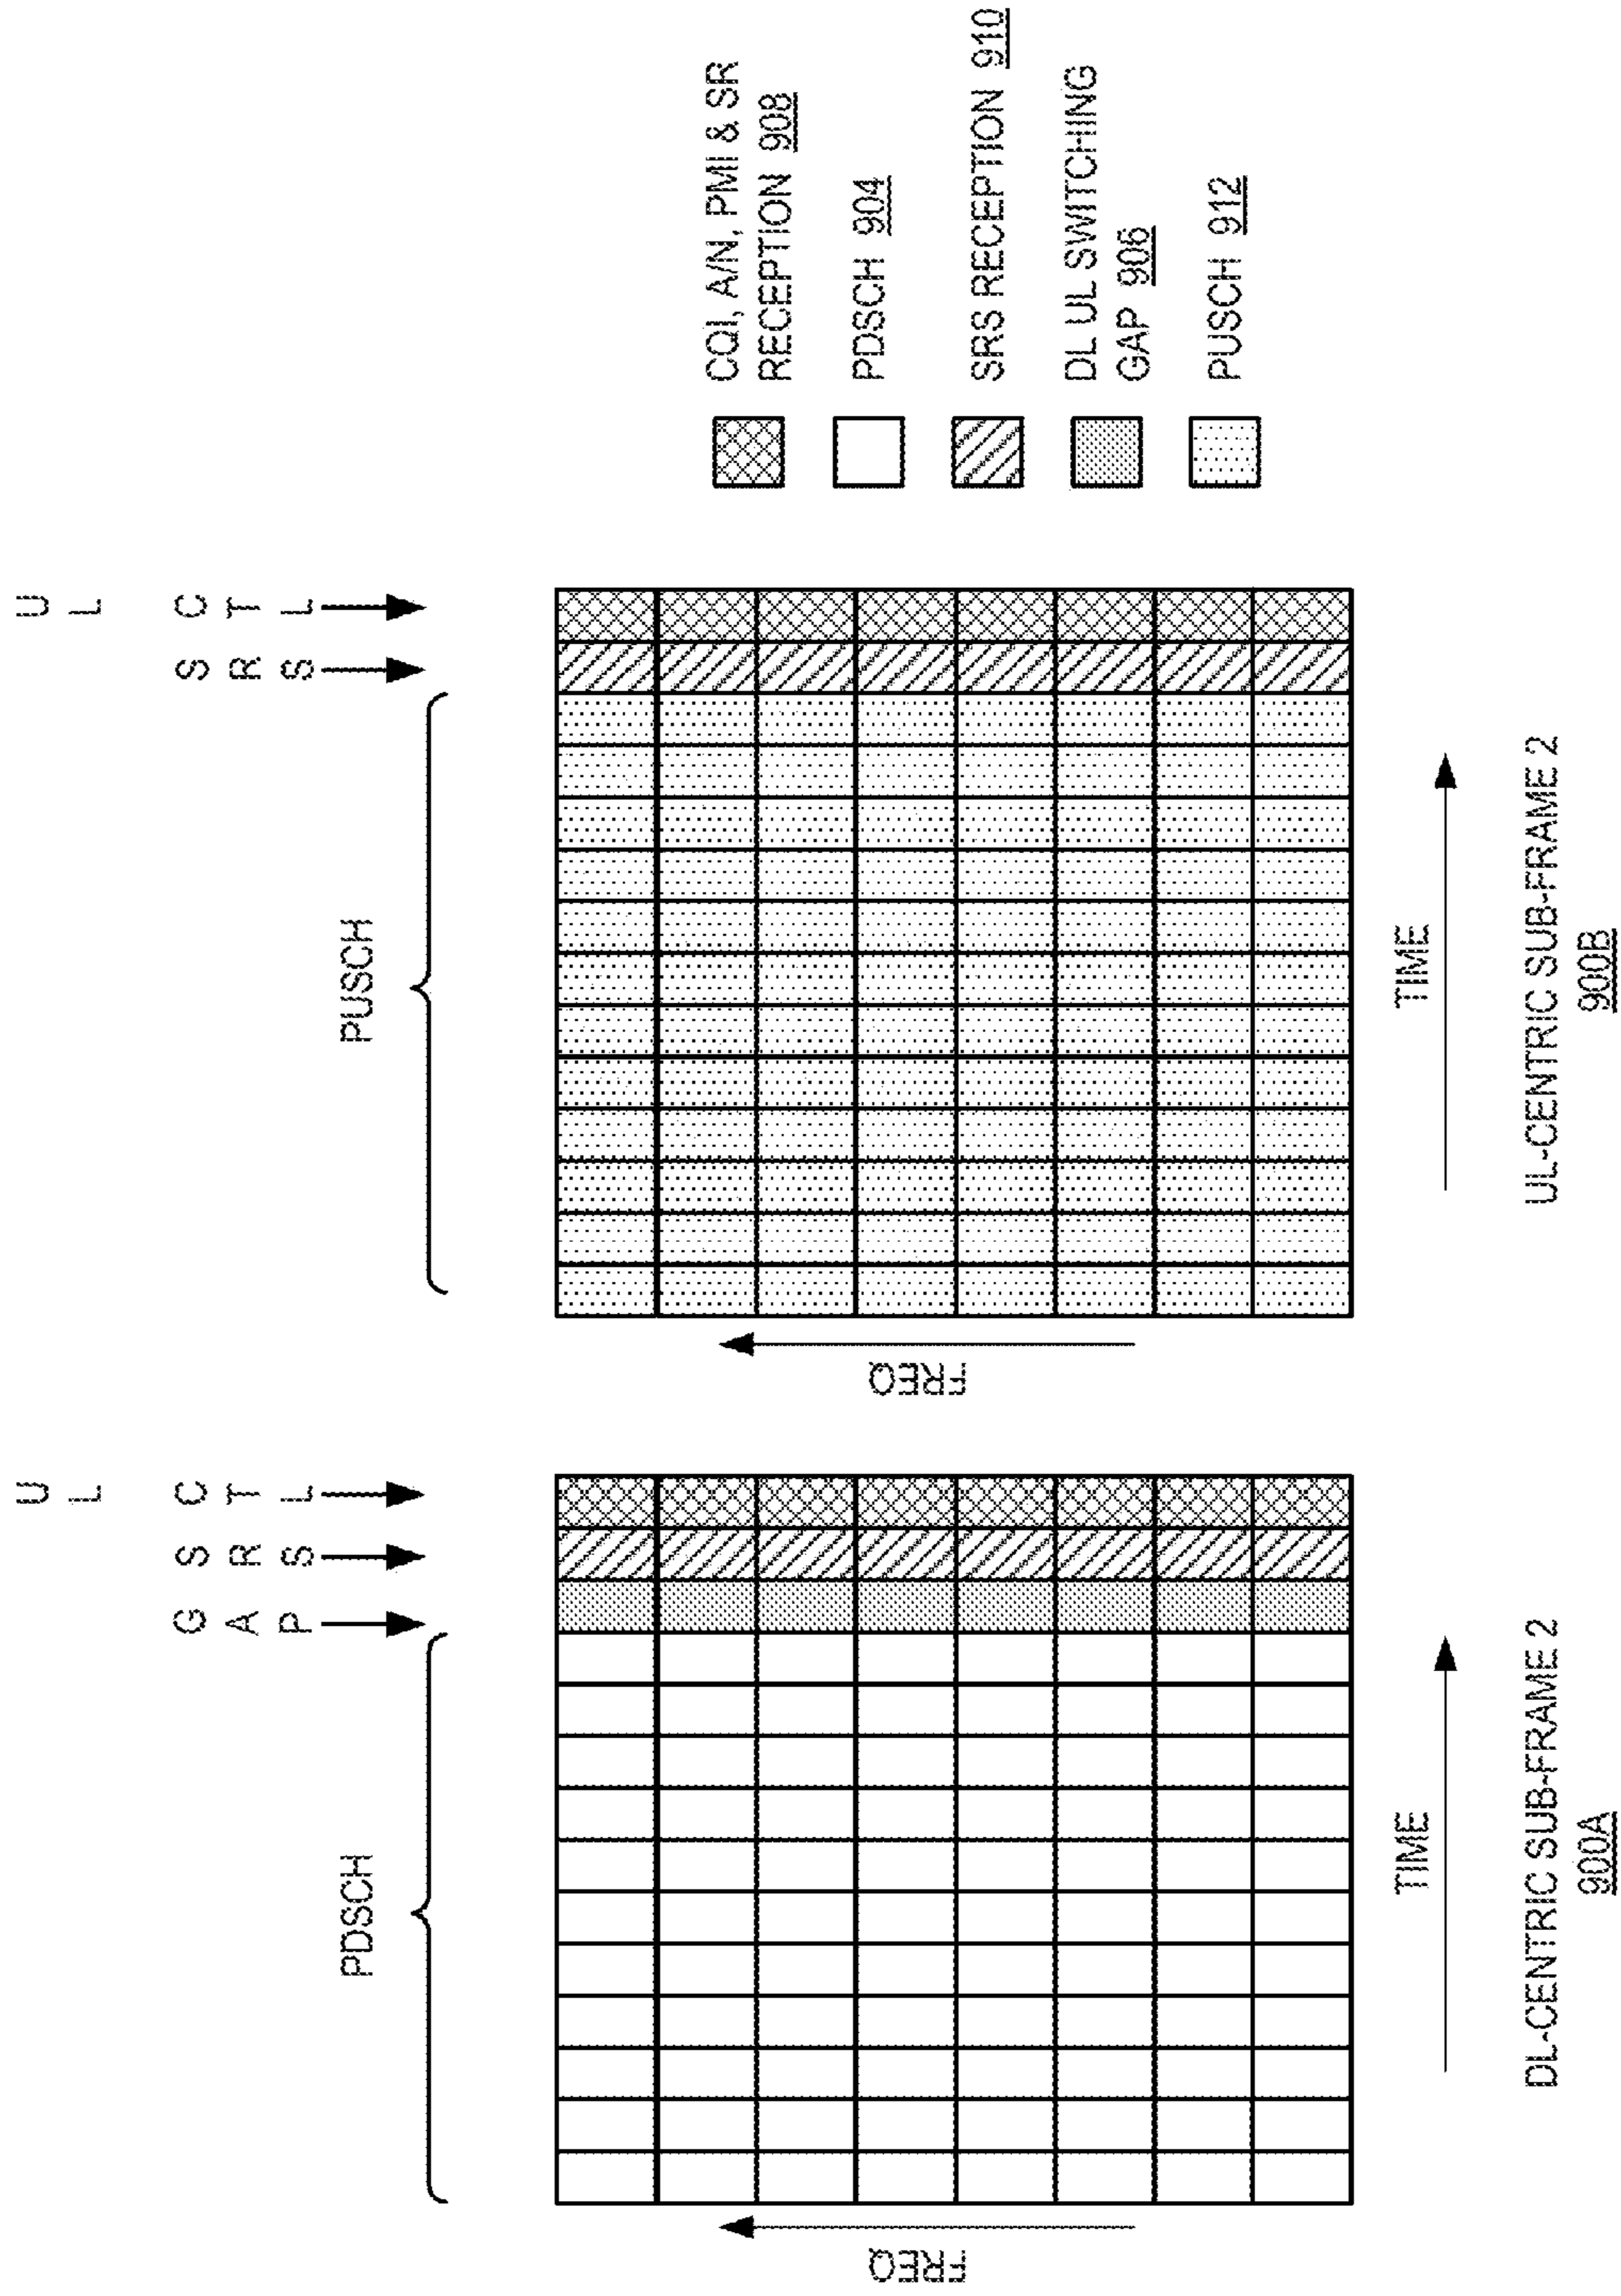 PDSCH
GAP
SRS
UL CTL
FREQ
TIME
DL-CENTRIC SUB-FRAME 2
900A
PUSCH
SRS
UL CTL
FREQ
TIME
UL-CENTRIC SUB-FRAME 2
900B
CQI, A/N, PMI & SR
RECEPTION 908
PDSCH 904
SRS RECEPTION 910
DL UL SWITCHING
GAP 906
PUSCH 912